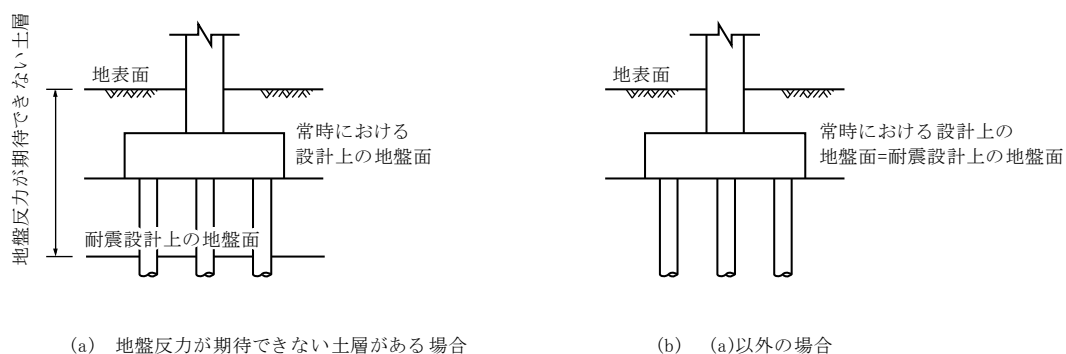 地盤反力が期待できない土層
地表面
常時における
設計上の地盤面
耐震設計上の地盤面
(a) 地盤反力が期待できない土層がある場合
地表面
常時における設計上の
地盤面=耐震設計上の地盤面
(b) (a)以外の場合